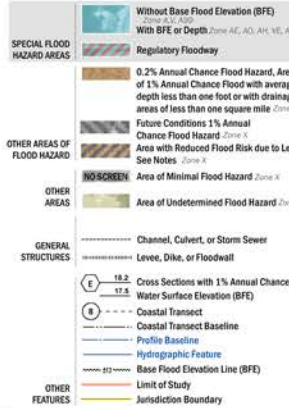 Without Base Flood Elevation (BFE)
Zone A,V, A99
With BFE or Depth Zone AE, AO, AH, VE, A
SPECIAL FLOOD
HAZARD AREAS
Regulatory Floodway
0.2% Annual Chance Flood Hazard, Are
of 1% Annual Chance Flood with averag
depth less than one foot or with drainag
areas of less than one square mile Zone
Future Conditions 1% Annual
Chance Flood Hazard Zone X
OTHER AREAS OF
FLOOD HAZARD
Area with Reduced Flood Risk due to Le
See Notes Zone X
NO SCREEN Area of Minimal Flood Hazard Zone X
OTHER
AREAS
Area of Undetermined Flood Hazard Zo
GENERAL
STRUCTURES
Channel, Culvert, or Storm Sewer
Levee, Dike, or Floodwall
E 18.2 Cross Sections with 1% Annual Chance
17.5 Water Surface Elevation (BFE)
8 Coastal Transect
Coastal Transect Baseline
Profile Baseline
Hydrographic Feature
513 Base Flood Elevation Line (BFE)
OTHER
FEATURES
Limit of Study
Jurisdiction Boundary